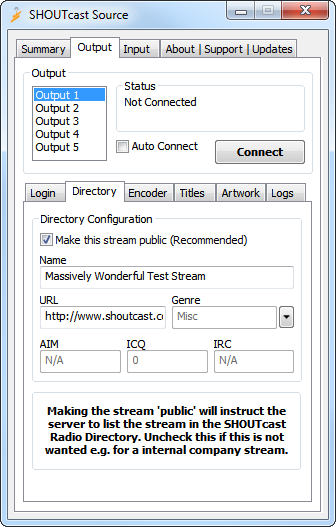 SHOUTcast Source
Summary Output Input About | Support | Updates
Output
Output 1
Output 2
Output 3
Output 4
Output 5
Status
Not Connected
Auto Connect
Connect
Login Directory Encoder Titles Artwork Logs
Directory Configuration
Make this stream public (Recommended)
Name
Massively Wonderful Test Stream
URL Genre
http://www.shoutcast.c Misc
AIM ICQ IRC
N/A 0 N/A
Making the stream 'public' will instruct the
server to list the stream in the SHOUTcast
Radio Directory. Uncheck this if this is not
wanted e.g. for a internal company stream.